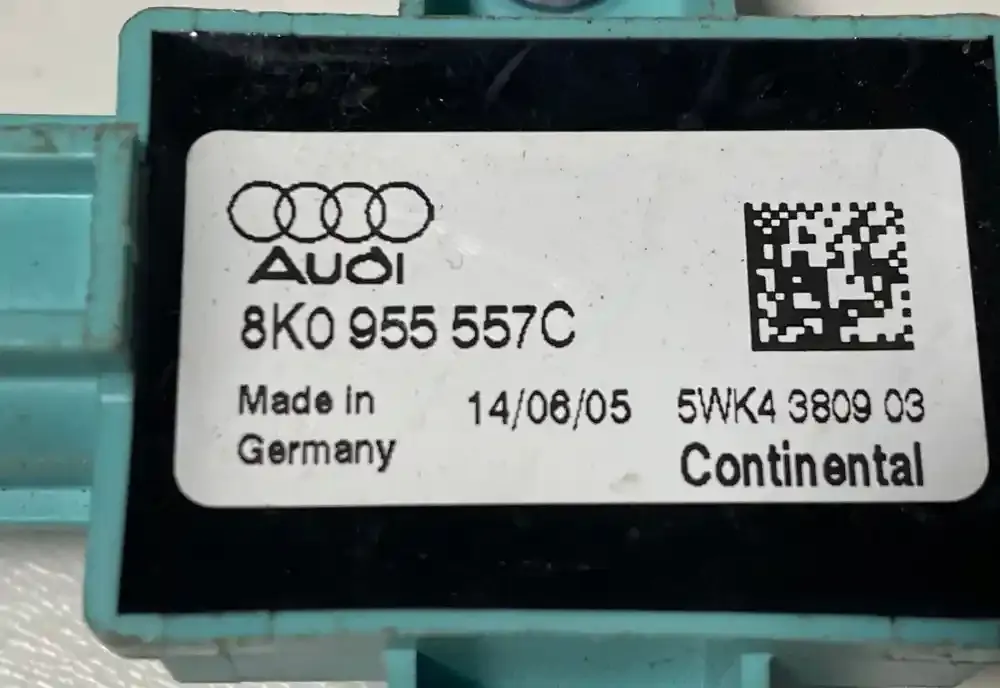 Audi
8K0 955 557C
Made in
Germany
14/06/05
5WK4 3809 03
Continental